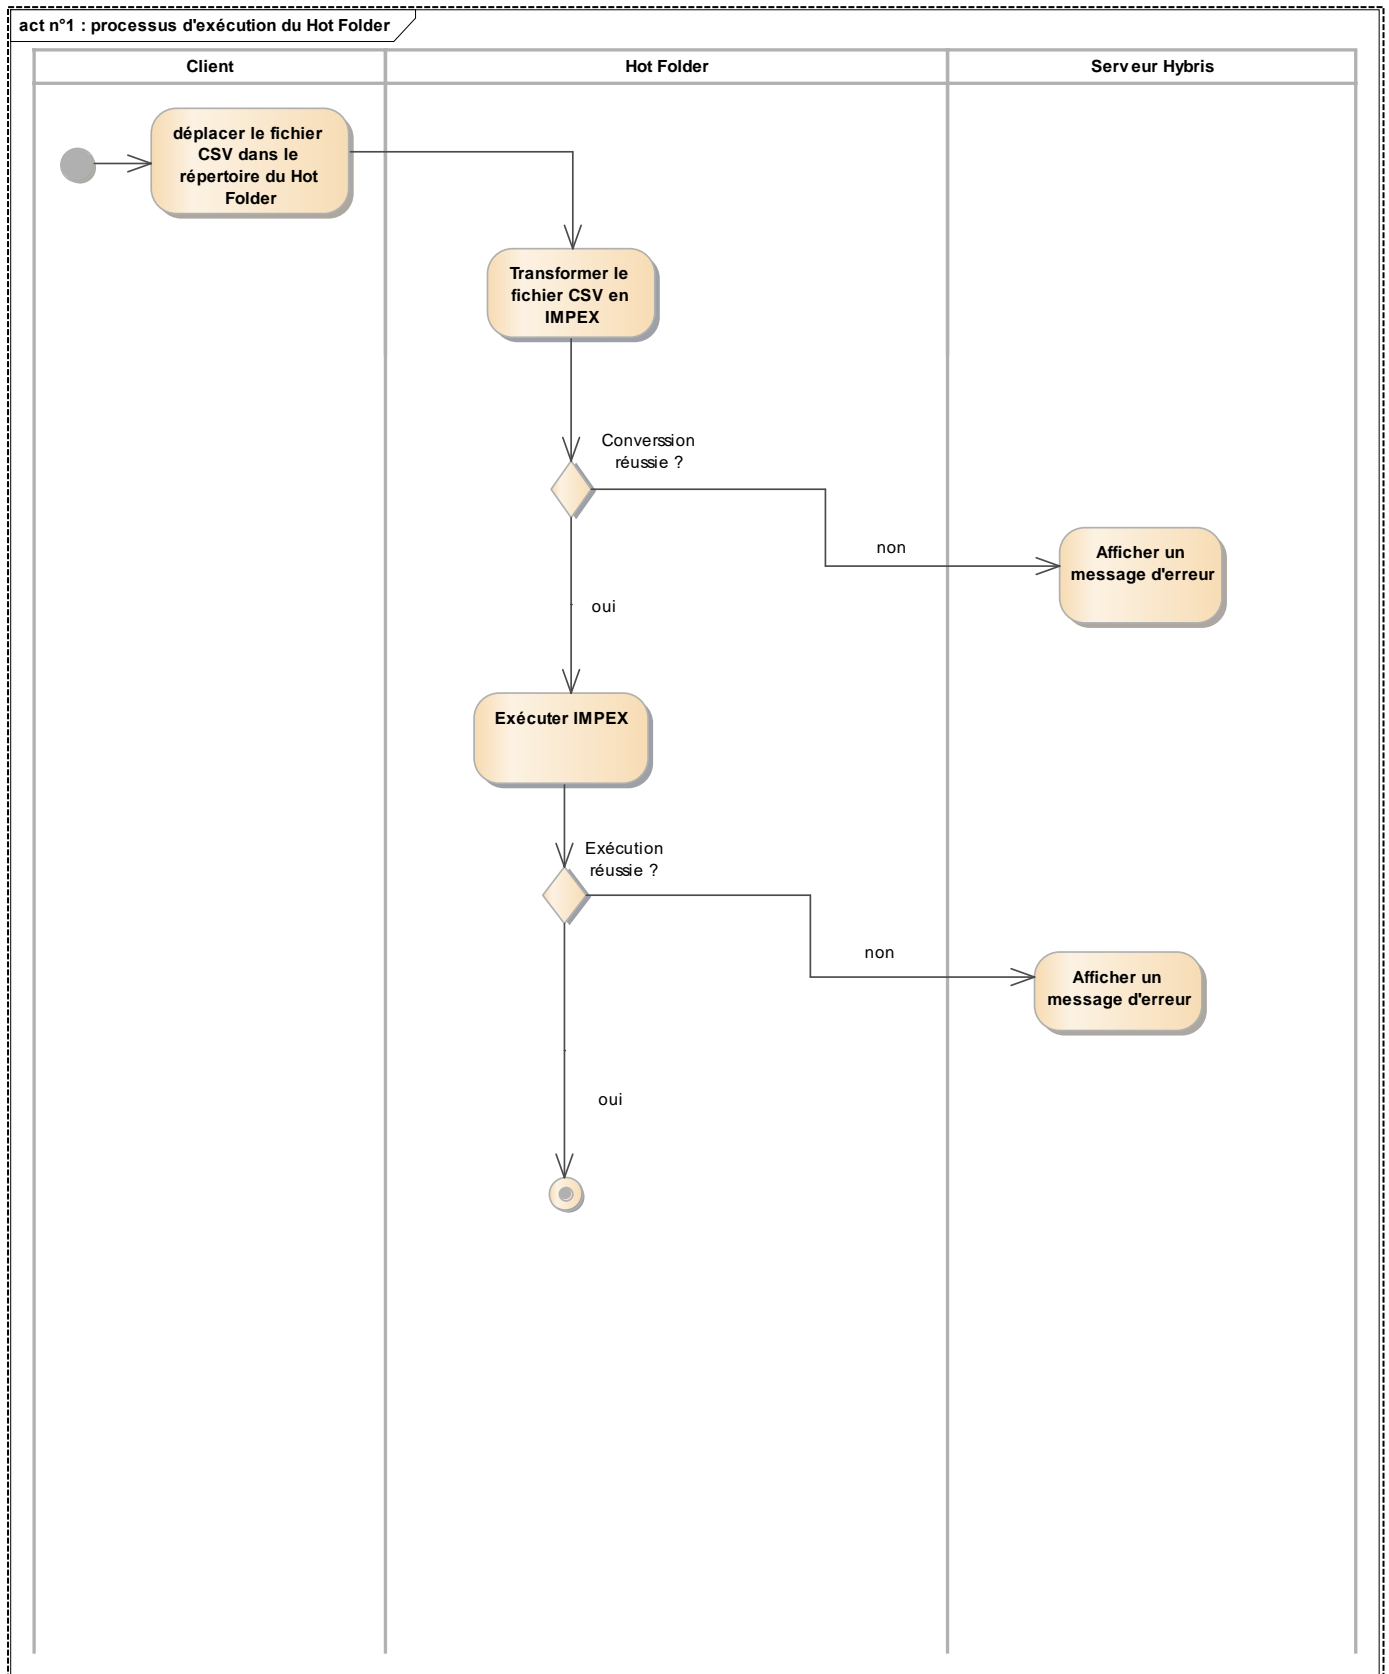 act n°1 : processus d'exécution du Hot Folder
Client
Hot Folder
Serveur Hybris
déplacer le fichier
CSV dans le
répertoire du Hot
Folder
Transformer le
fichier CSV en
IMPEX
Converssion
réussie ?
non
Afficher un
message d'erreur
oui
Exécuter IMPEX
Exécution
réussie ?
non
Afficher un
message d'erreur
oui